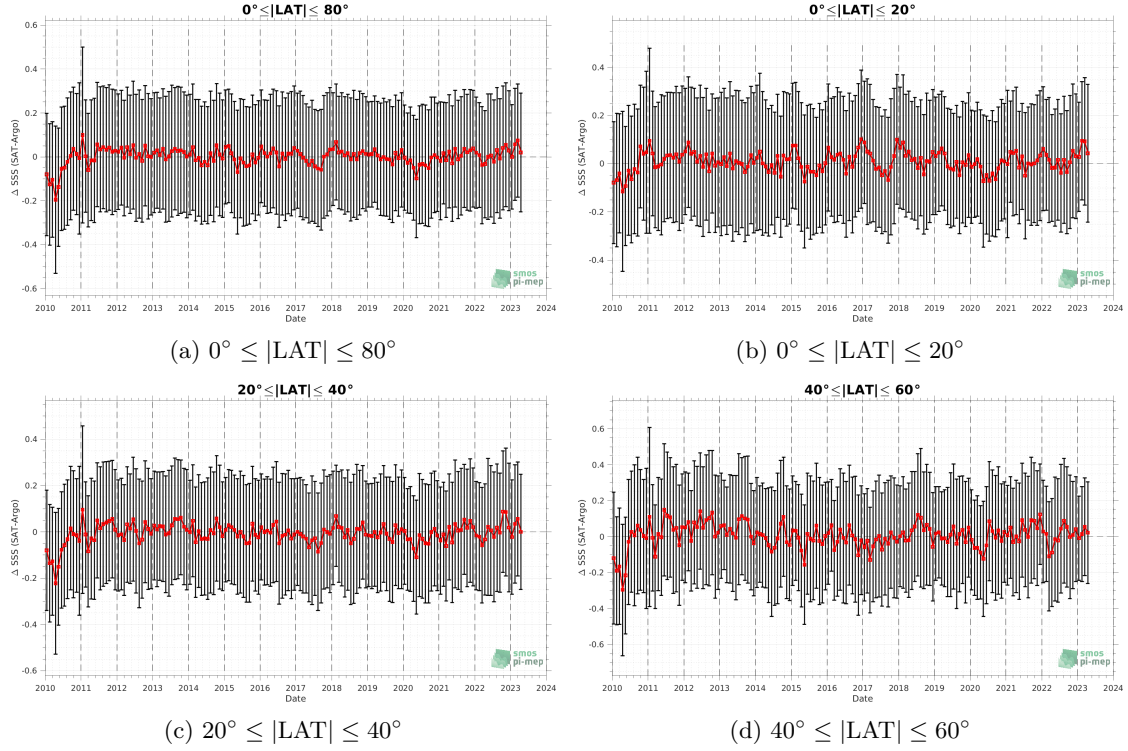 0°≤|LAT|≤ 80°
Δ SSS (SAT-Argo)
0.6
0.4
0.2
0
-0.2
-0.4
-0.6
2010 2011 2012 2013 2014 2015 2016 2017 2018 2019 2020 2021 2022 2023 2024
Date
smos
pi-mep
(a) 0° ≤ |LAT| ≤ 80°
0°≤|LAT|≤ 20°
Δ SSS (SAT-Argo)
0.4
0.2
0
-0.2
-0.4
2010 2011 2012 2013 2014 2015 2016 2017 2018 2019 2020 2021 2022 2023 2024
Date
smos
pi-mep
(b) 0° ≤ |LAT| ≤ 20°
20°≤|LAT|≤ 40°
Δ SSS (SAT-Argo)
0.4
0.2
0
-0.2
-0.4
-0.6
2010 2011 2012 2013 2014 2015 2016 2017 2018 2019 2020 2021 2022 2023 2024
Date
smos
pi-mep
(c) 20° ≤ |LAT| ≤ 40°
40°≤|LAT|≤ 60°
Δ SSS (SAT-Argo)
0.6
0.4
0.2
0
-0.2
-0.4
-0.6
2010 2011 2012 2013 2014 2015 2016 2017 2018 2019 2020 2021 2022 2023 2024
Date
smos
pi-mep
(d) 40° ≤ |LAT| ≤ 60°